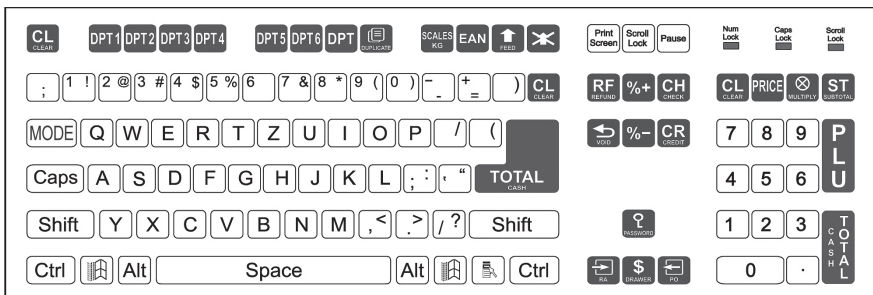 CL CLEAR DPT1 DPT2 DPT3 DPT4 DPT5 DPT6 DPT DUPLICATE SCALES KG EAN FEED Print Screen Scroll Lock Pause Num Lock Caps Lock Scroll Lock
; 1 ! 2 @ 3 # 4 $ 5 % 6 7 & 8 * 9 ( 0 ) - _ + = ) CL CLEAR RF REFUND %+ CH CHECK CL CLEAR PRICE MULTIPLY ST SUBTOTAL
MODE Q W E R T Z U I O P / ( VOID %− CR CREDIT 7 8 9 PLU
Caps A S D F G H J K L ; : ‘ “ TOTAL CASH 4 5 6
Shift Y X C V B N M , < . > / ? Shift PASSWORD 1 2 3 CASH TOTAL
Ctrl Alt Space Alt Ctrl RA $ DRAWER PO 0 .